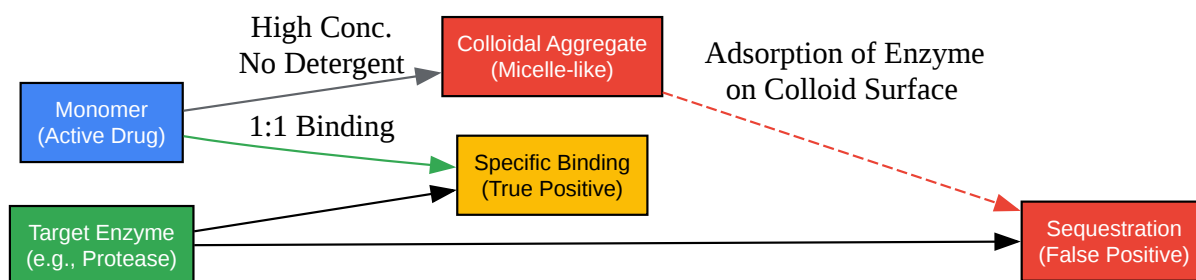 High Conc.
No Detergent
Colloidal Aggregate
(Micelle-like)
Adsorption of Enzyme
on Colloid Surface
Monomer
(Active Drug)
1:1 Binding
Specific Binding
(True Positive)
Target Enzyme
(e.g., Protease)
Sequestration
(False Positive)